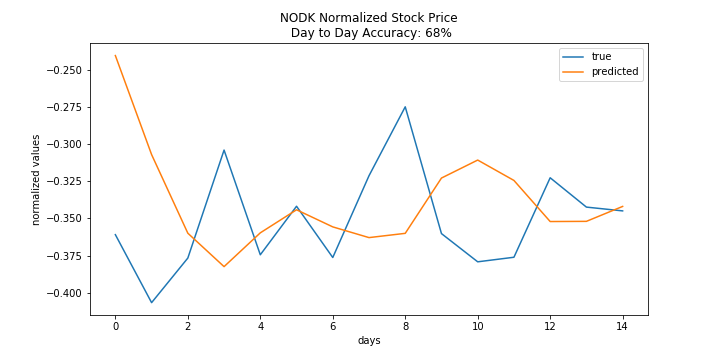 NODK Normalized Stock Price
Day to Day Accuracy: 68%
true
predicted
normalized values
−0.250
−0.275
−0.300
−0.325
−0.350
−0.375
−0.400
0
2
4
6
8
10
12
14
days